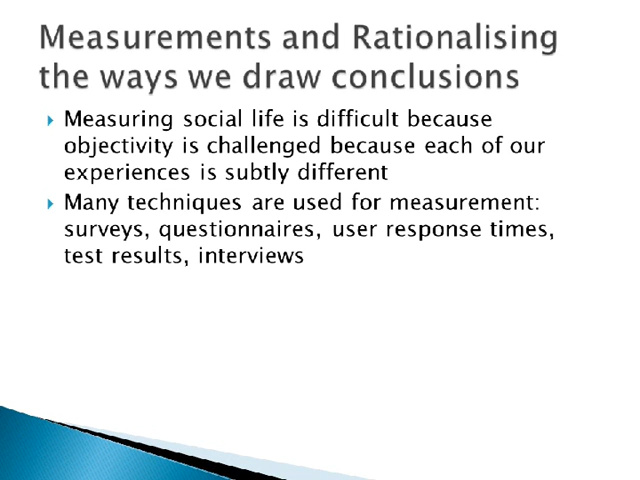 Measurements and Rationalising
the ways we draw conclusions
Measuring social life is difficult because
objectivity is challenged because each of our
experiences is subtly different
Many techniques are used for measurement:
surveys, questionnaires, user response times,
test results, interviews